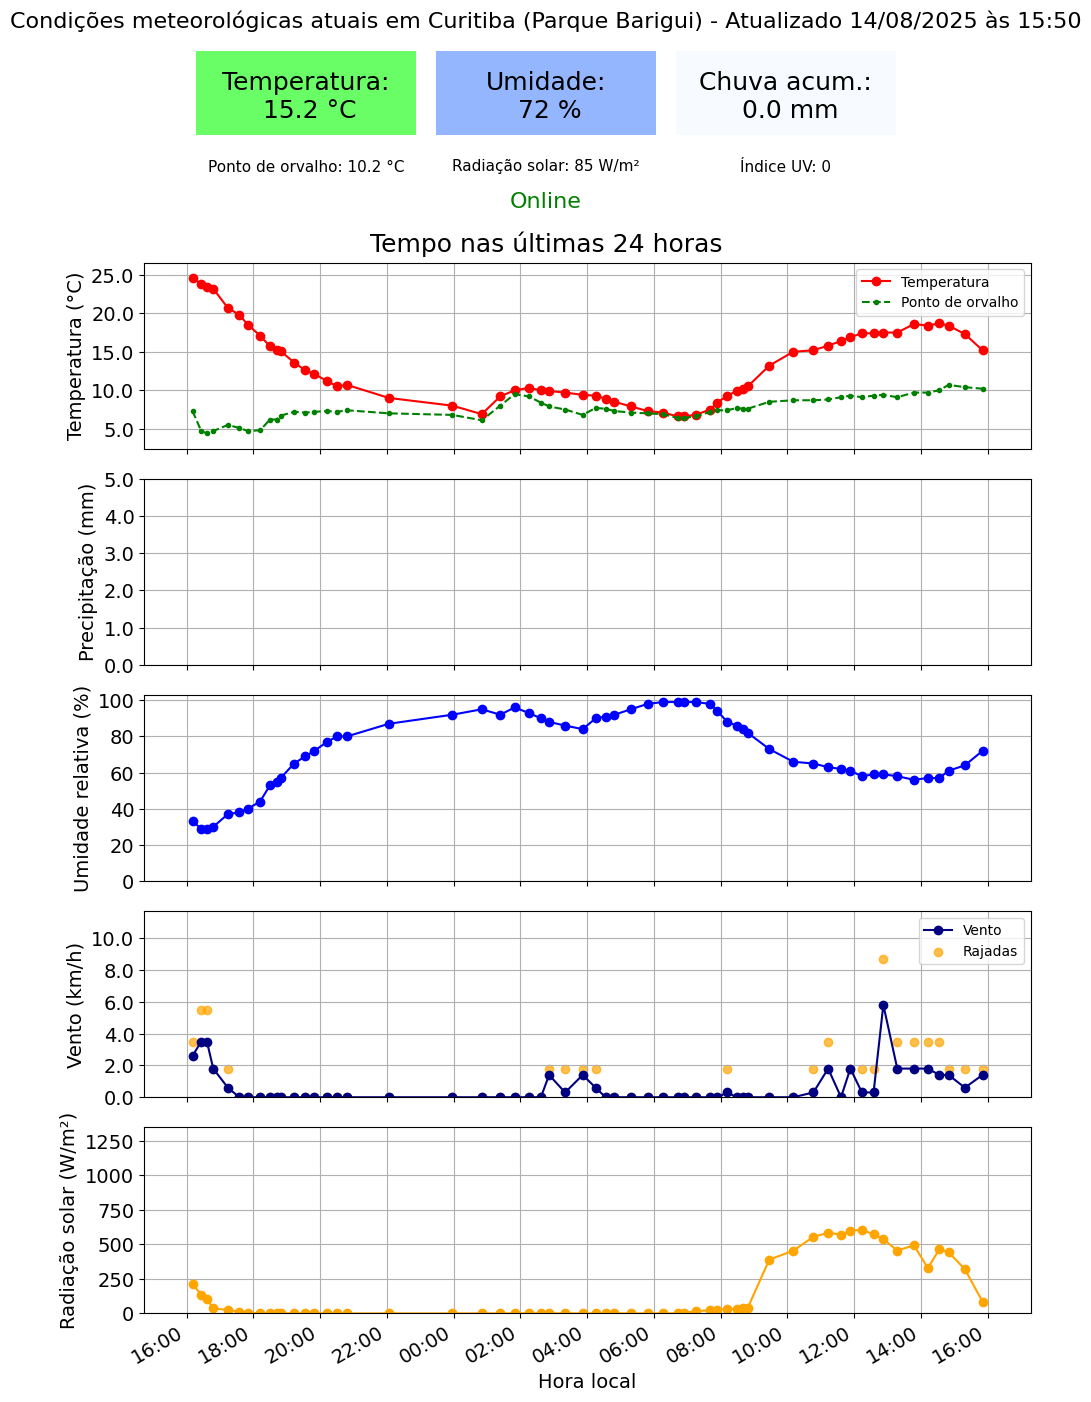 Condições meteorológicas atuais em Curitiba (Parque Barigui) - Atualizado 14/08/2025 às 15:50
Temperatura:
15.2 °C
Umidade:
72 %
Chuva acum.:
0.0 mm
Ponto de orvalho: 10.2 °C
Radiação solar: 85 W/m²
Índice UV: 0
Online
Tempo nas últimas 24 horas
Temperatura (°C)
25.0
20.0
15.0
10.0
5.0
Temperatura
Ponto de orvalho
Precipitação (mm)
5.0
4.0
3.0
2.0
1.0
0.0
Umidade relativa (%)
100
80
60
40
20
0
Vento (km/h)
10.0
8.0
6.0
4.0
2.0
0.0
Vento
Rajadas
Radiação solar (W/m²)
1250
1000
750
500
250
0
16:00
18:00
20:00
22:00
00:00
02:00
04:00
06:00
08:00
10:00
12:00
14:00
16:00
Hora local